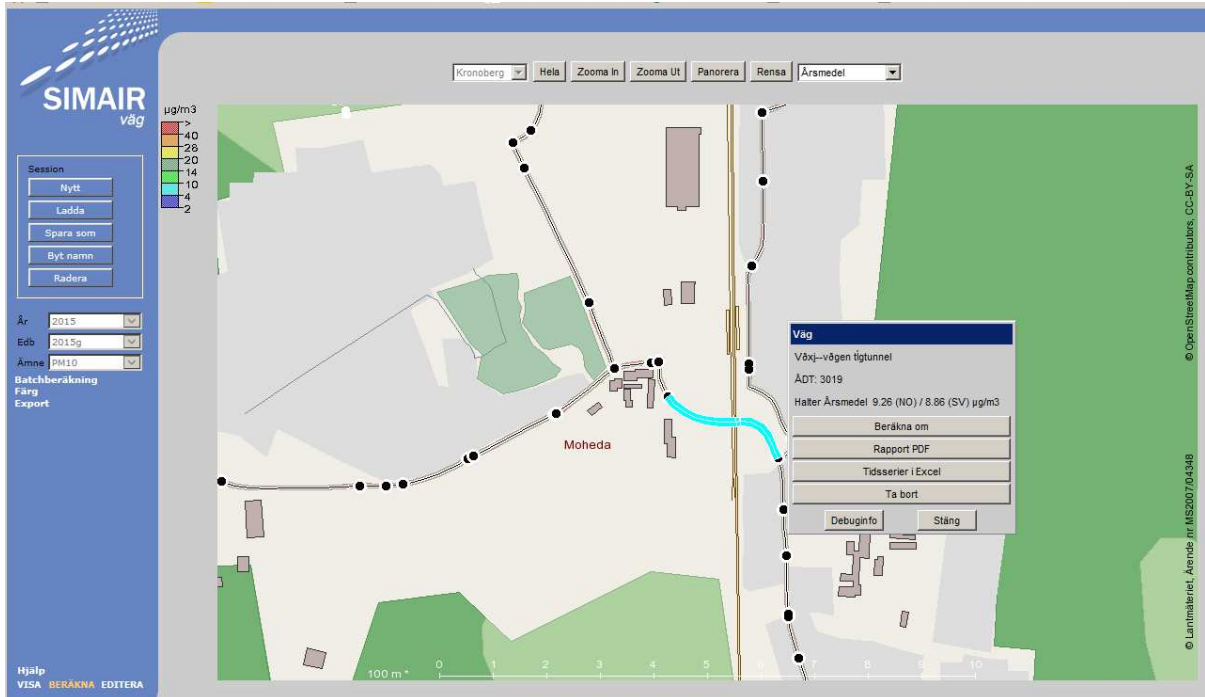 SIMAIR
väg
Kronoberg Hela Zooma In Zooma Ut Panorera Rensa Årsmedel
µg/m3
>
40
26
20
14
10
4
2
Session
Nytt
Ladda
Spara som
Byt namn
Radera
År 2015
Edb 2015g
Ämne PM10
Batchberäkning
Färg
Export
Moheda
Väg
Våxj--vågen tÍgtunnel
ÅDT: 3019
Halter Årsmedel 9.26 (NO) / 8.86 (SV) µg/m3
Beräkna om
Rapport PDF
Tidsserier i Excel
Ta bort
Debuginfo Stäng
© OpenStreetMap contributors, CC-BY-SA
© Lantmäteriet, Ärende nr MS2007/04348
100 m * 0 1 2 3 4 5 6 7 8 9 10
Hjälp
VISA BERÄKNA EDITERA